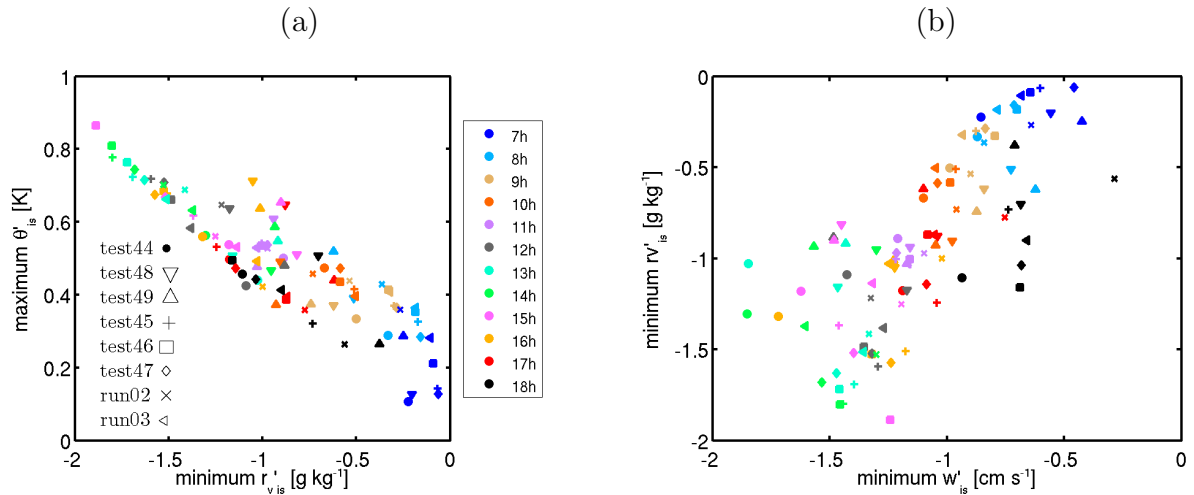 (a)
(b)
1
0.8
0.6
0.4
0.2
0
maximum θ'is [K]
-2
-1.5
-1
-0.5
0
minimum rv'is [g kg-1]
test44
test48
test49
test45
test46
test47
run02
run03
7h
8h
9h
10h
11h
12h
13h
14h
15h
16h
17h
18h
0
-0.5
-1
-1.5
-2
minimum rv'is [g kg-1]
-2
-1.5
-1
-0.5
0
minimum w'is [cm s-1]